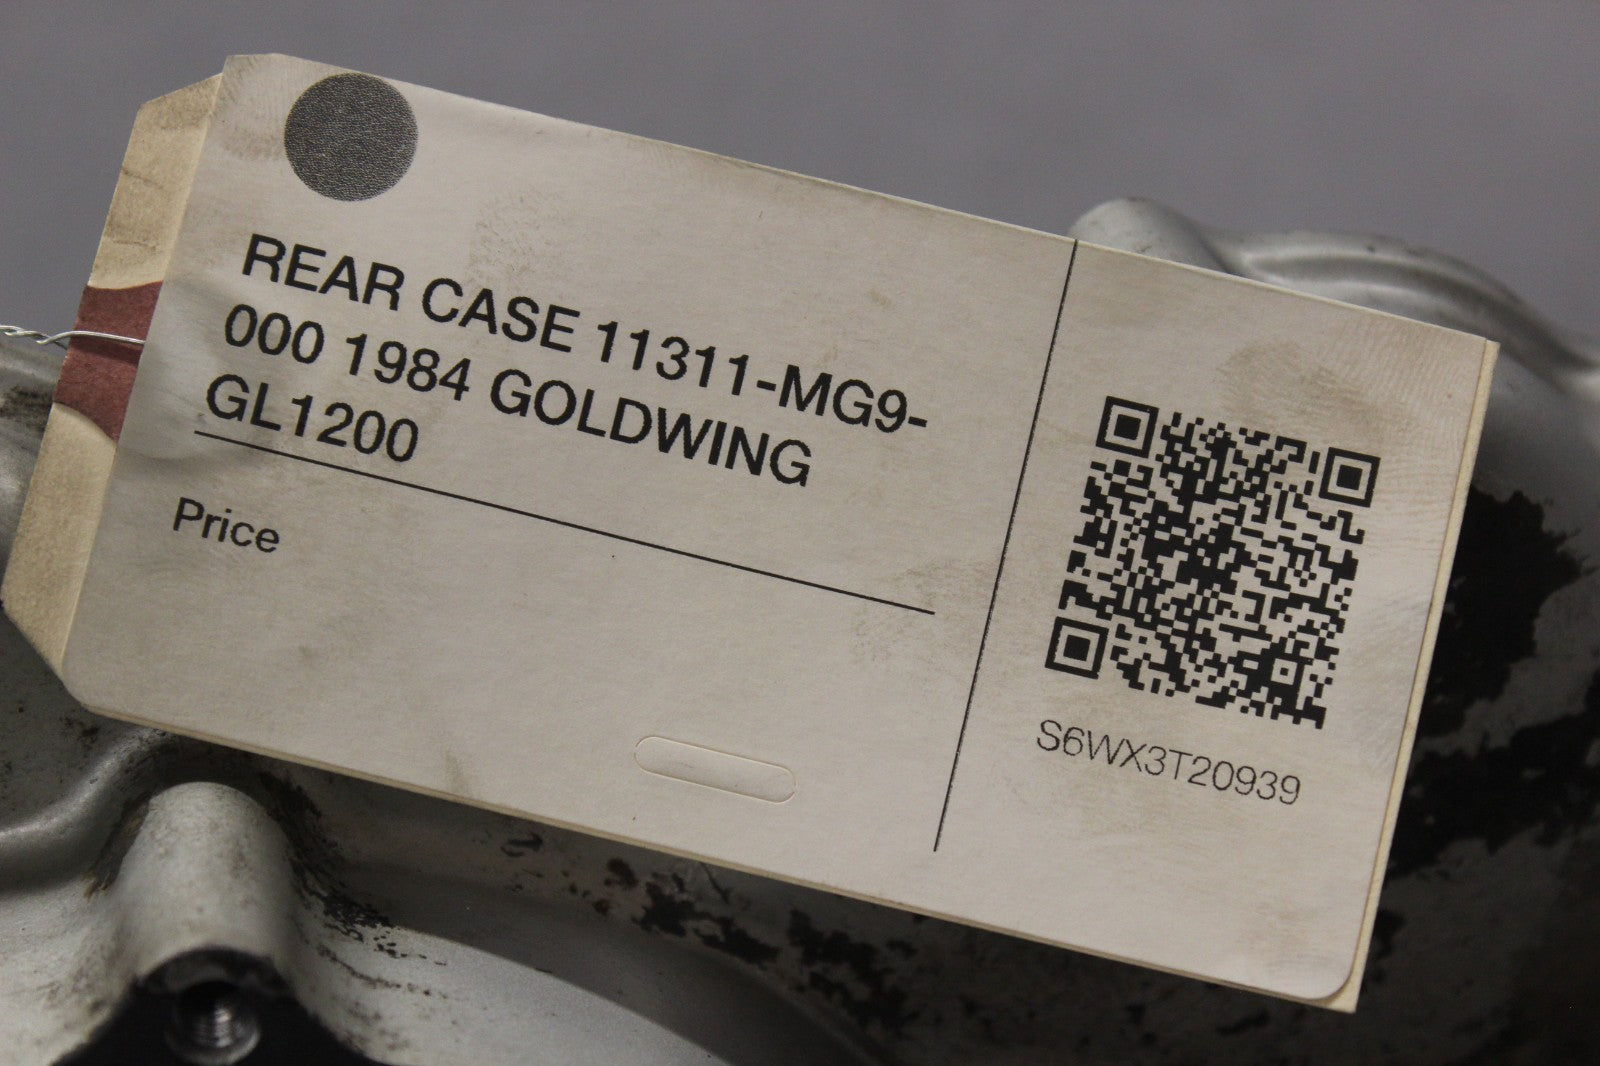 REAR CASE 11311-MG9-
000 1984 GOLDWING
GL1200
Price
S6WX3T20939